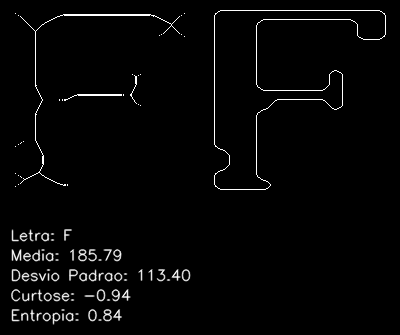 F F
Letra: F
Media: 185.79
Desvio Padrao: 113.40
Curtose: -0.94
Entropia: 0.84